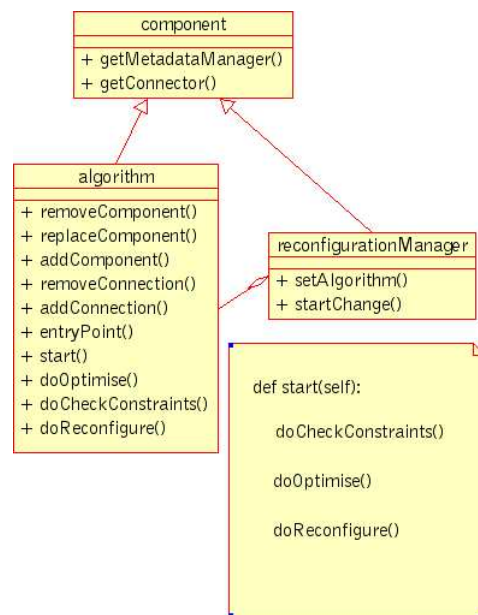 component
+ getMetadataManager()
+ getConnector()
algorithm
+ removeComponent()
+ replaceComponent()
+ addComponent()
+ removeConnection()
+ addConnection()
+ entryPoint()
+ start()
+ doOptimise()
+ doCheckConstraints()
+ doReconfigure()
reconfigurationManager
+ setAlgorithm()
+ startChange()
def start(self):
doCheckConstraints()
doOptimise()
doReconfigure()